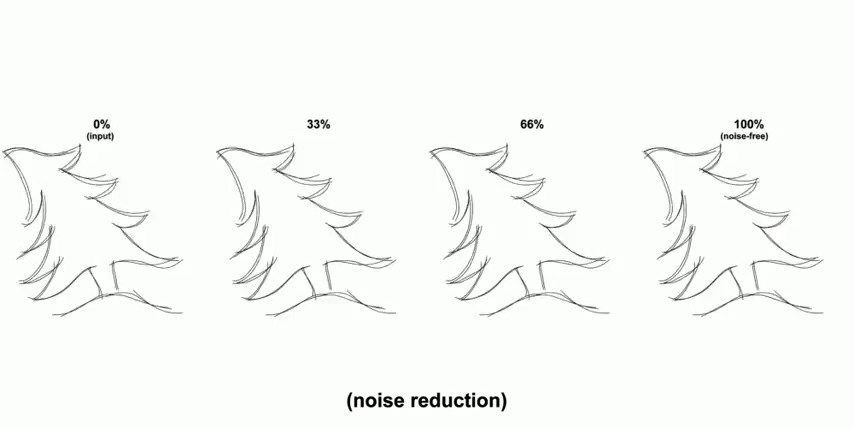 0%
(input)
33%
66%
100%
(noise-free)
(noise reduction)